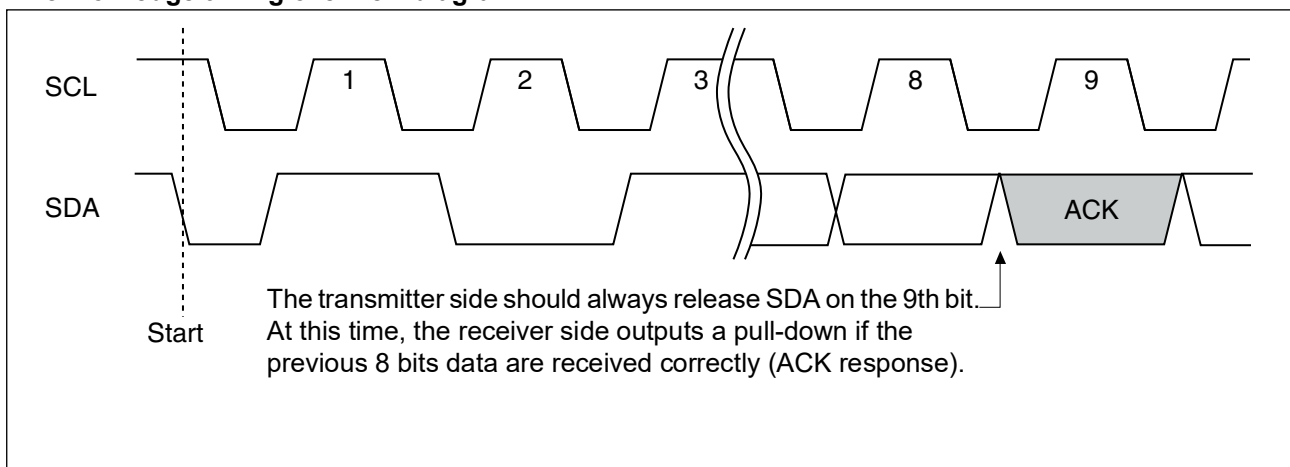 SCL
1
2
3
8
9
SDA
ACK
Start
The transmitter side should always release SDA on the 9th bit.
At this time, the receiver side outputs a pull-down if the
previous 8 bits data are received correctly (ACK response).